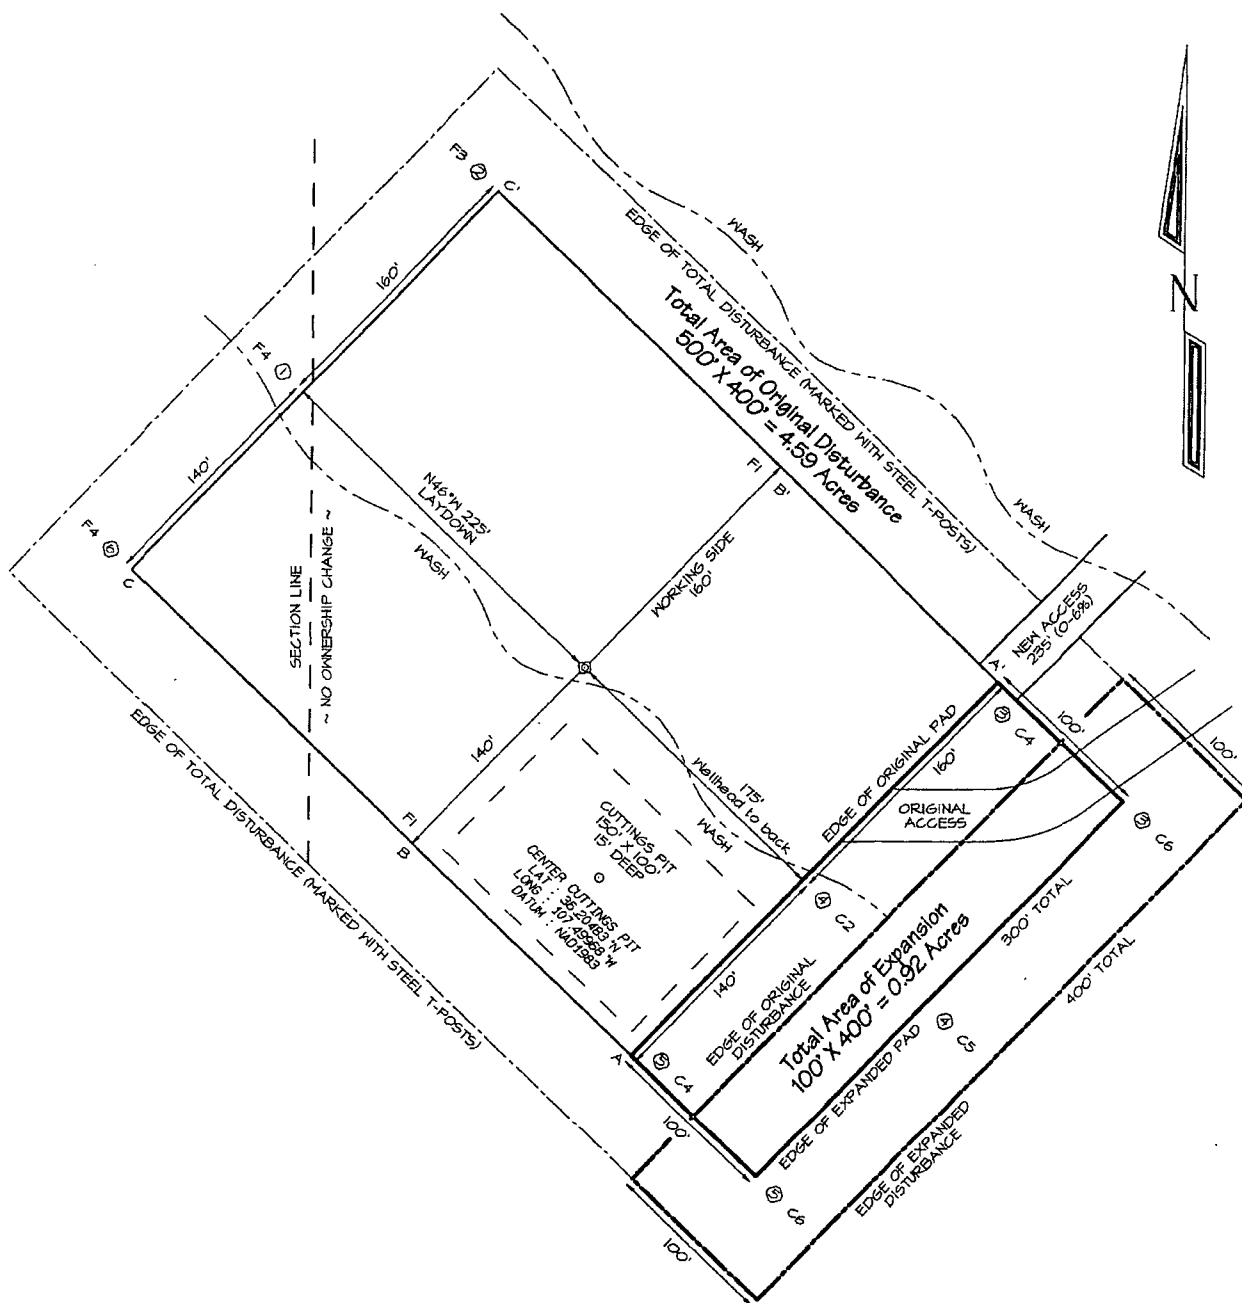 WASH
F3 ②
C'
EDGE OF TOTAL DISTURBANCE (MARKED WITH STEEL T-POSTS)
Total Area of Original Disturbance
500' X 400' = 4.59 Acres
N
160'
F4 ①
140'
F4 ⑥
C
N46°W 225'
LAYDOWN
WASH
SECTION LINE
~ NO OWNERSHIP CHANGE ~
F1
B'
WORKING SIDE
160'
WASH
NEW ACCESS
235' (0-6%)
A'
EDGE OF TOTAL DISTURBANCE (MARKED WITH STEEL T-POSTS)
140'
F1
B
175'
Wellhead to back
WASH
CUTTINGS PIT
150' X 100'
15' DEEP
CENTER CUTTINGS PIT
LAT : 36.20483 °N
LONG : 107.49968 °W
DATUM : NAD1983
EDGE OF ORIGINAL PAD
160'
③ C4
100'
100'
ORIGINAL
ACCESS
③ C6
④ C2
140'
EDGE OF ORIGINAL
DISTURBANCE
Total Area of Expansion
100' X 400' = 0.92 Acres
300' TOTAL
400' TOTAL
A
⑤ C4
100'
EDGE OF EXPANDED PAD
④ C5
EDGE OF EXPANDED
DISTURBANCE
⑤ C6
100'